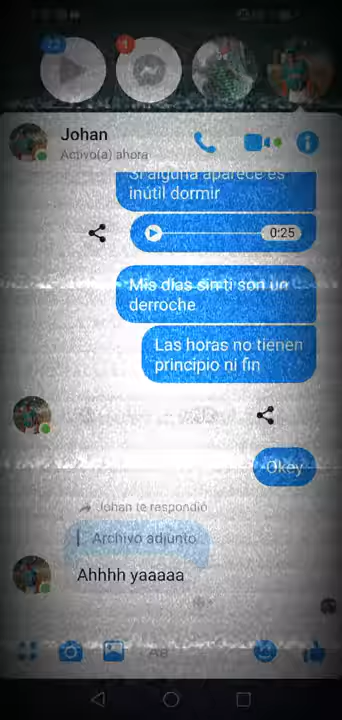 Johan
Activo(a) ahora
Si alguna aparece es
inútil dormir
0:25
Mis días sin ti son un
derroche
Las horas no tienen
principio ni fin
Okey
Johan te respondió
Archivo adjunto
Ahhhh yaaaaa
Aa